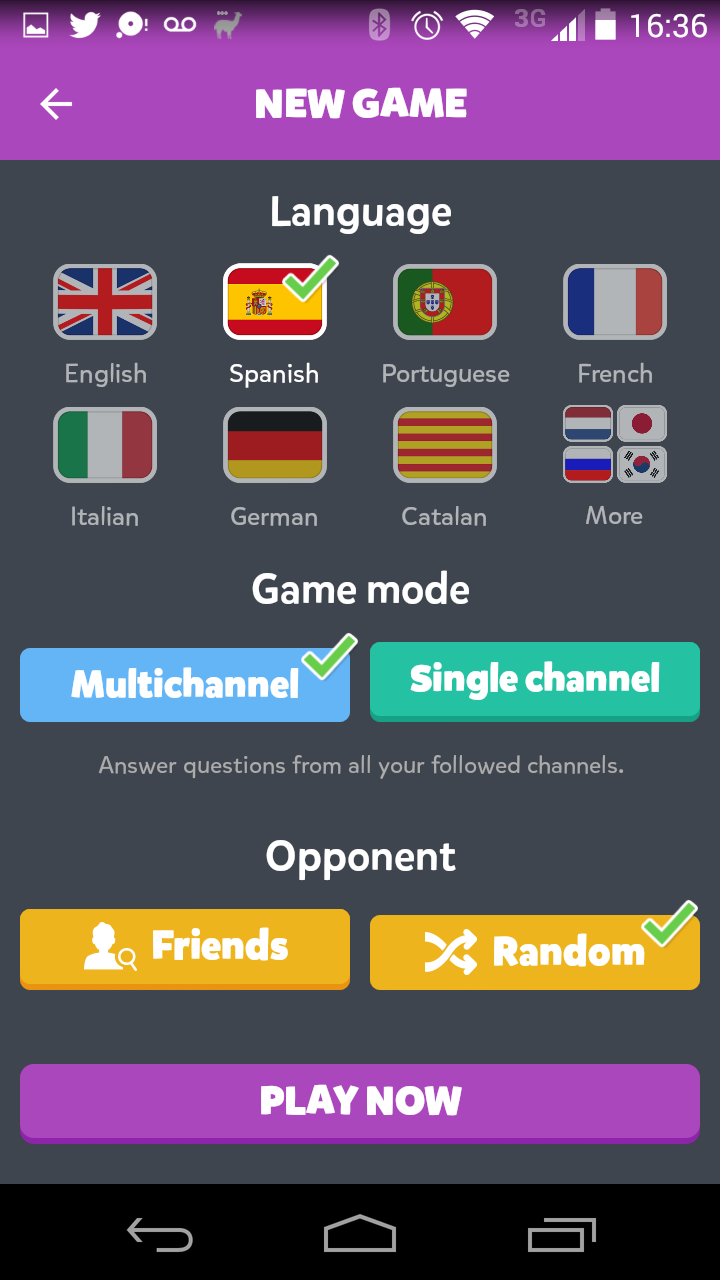 3G 16:36
NEW GAME
Language
English Spanish Portuguese French
Italian German Catalan More
Game mode
Multichannel Single channel
Answer questions from all your followed channels.
Opponent
Friends Random
PLAY NOW